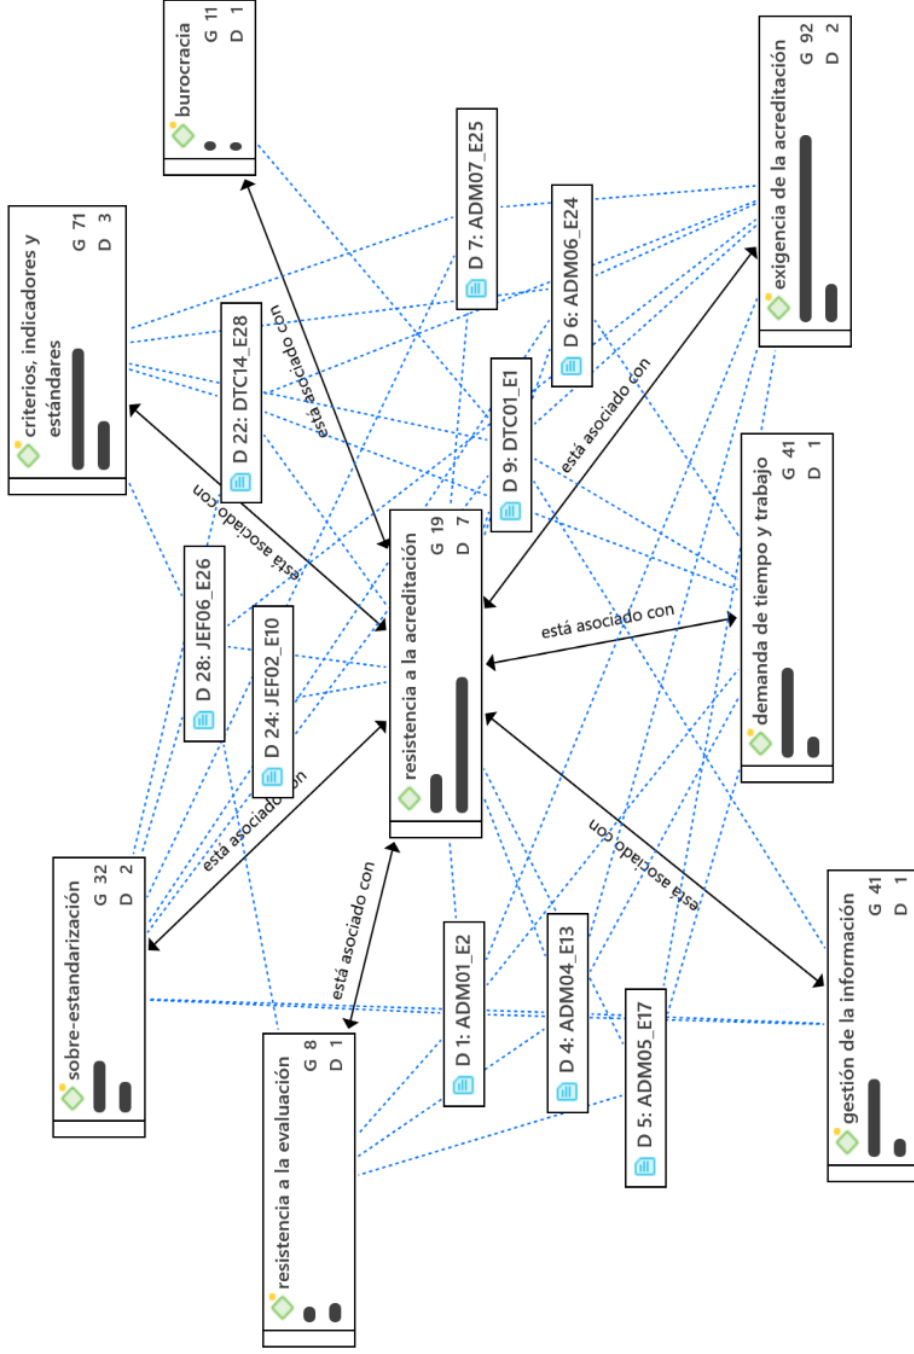 sobre-estandarización
G 32
D 2
criterios, indicadores y
estándares
G 71
D 3
burocracia
G 11
D 1
resistencia a la evaluación
G 8
D 1
D 28: JEF06_E26
D 22: DTC14_E28
D 24: JEF02_E10
está asociado con
está asociado con
está asociado con
está asociado con
resistencia a la acreditación
G 19
D 7
D 1: ADM01_E2
D 4: ADM04_E13
D 5: ADM05_E17
D 7: ADM07_E25
D 9: DTC01_E1
D 6: ADM06_E24
está asociado con
está asociado con
está asociado con
gestión de la información
G 41
D 1
demanda de tiempo y trabajo
G 41
D 1
exigencia de la acreditación
G 92
D 2